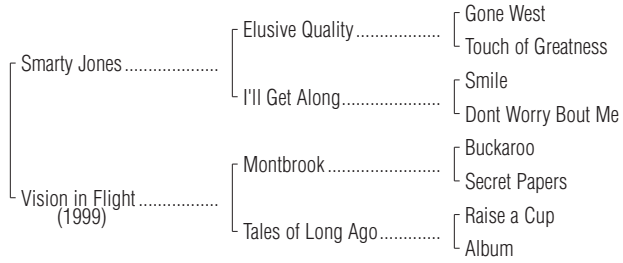 Gone West
Elusive Quality..................
Touch of Greatness
Smarty Jones....................
Smile
I'll Get Along.....................
Dont Worry Bout Me
Buckaroo
Montbrook........................
Secret Papers
Vision in Flight.................
(1999)
Raise a Cup
Tales of Long Ago.............
Album